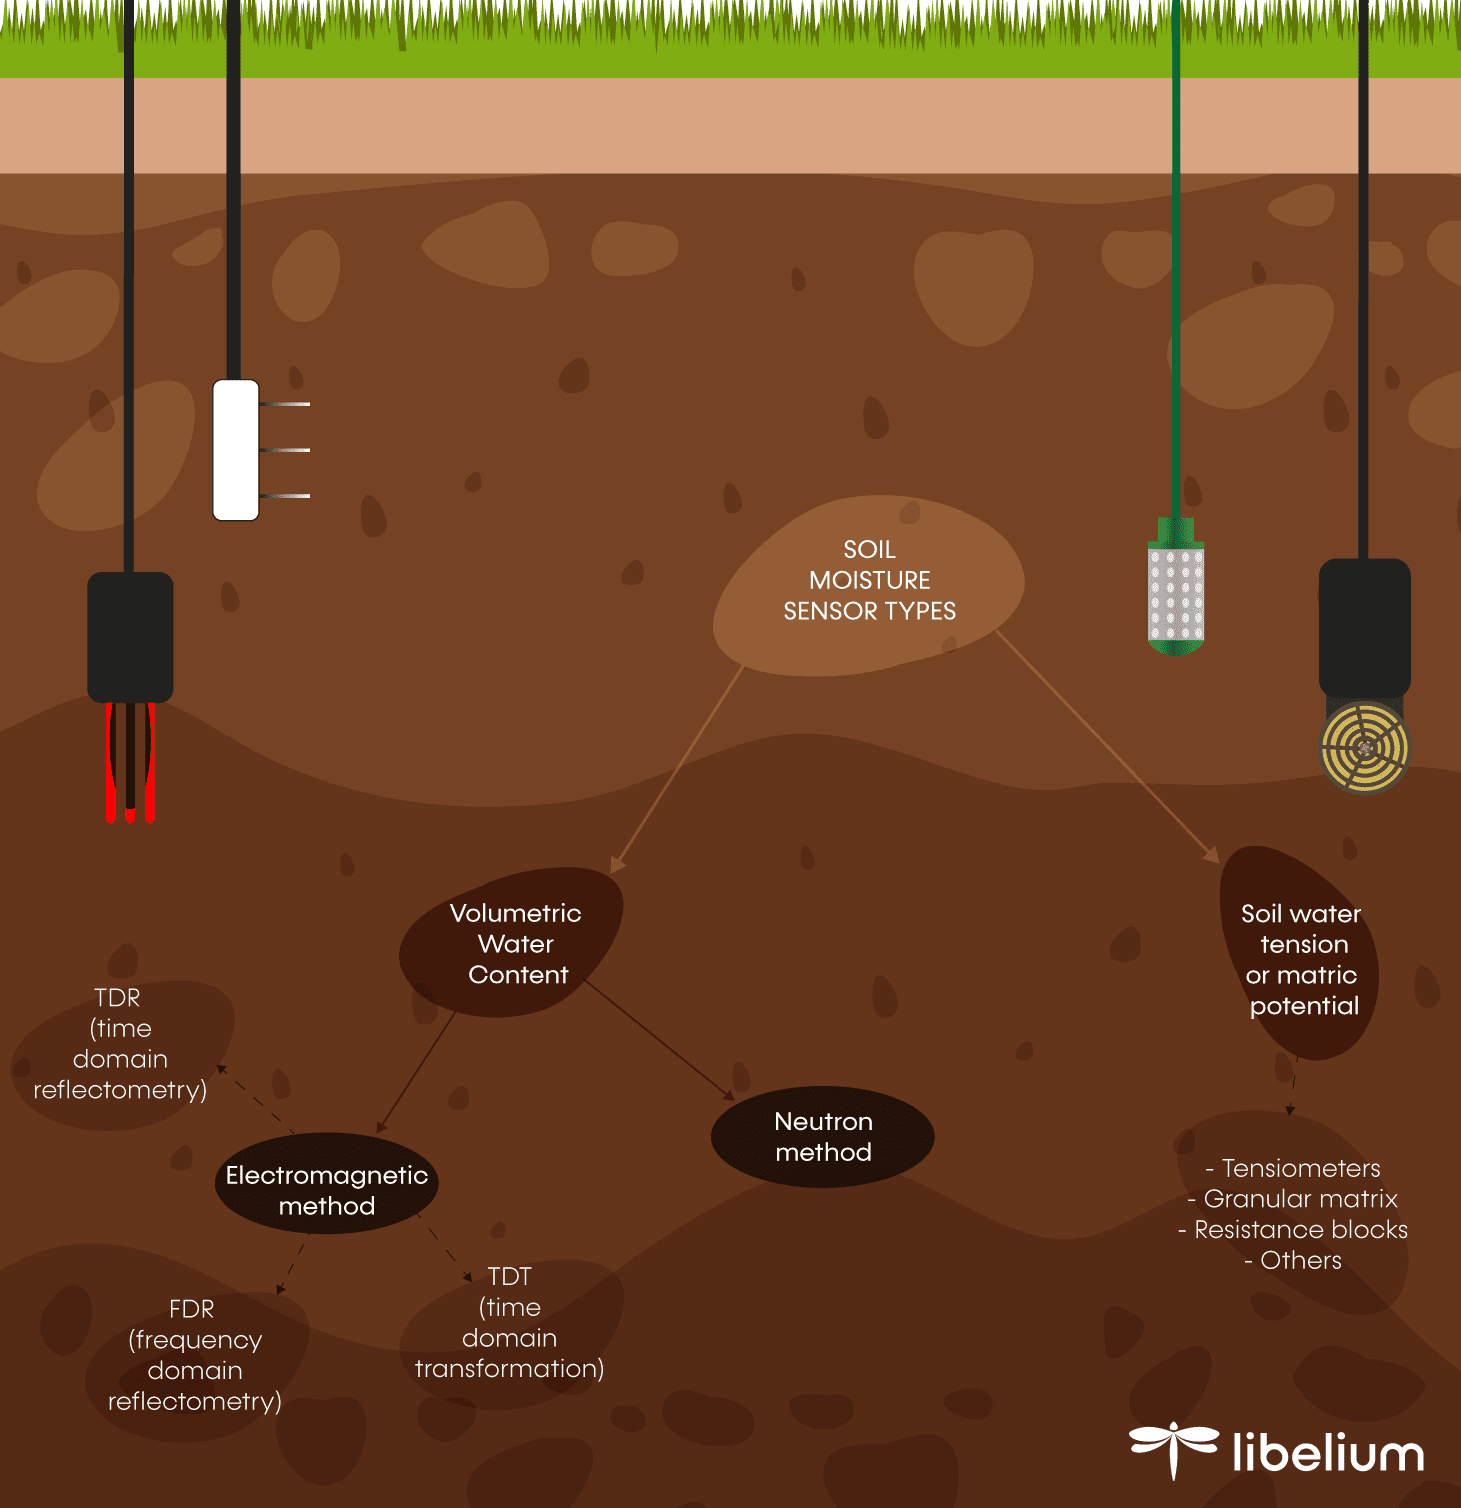 SOIL
MOISTURE
SENSOR TYPES
Volumetric
Water
Content
Soil water
tension
or matric
potential
TDR
(time
domain
reflectometry)
Electromagnetic
method
Neutron
method
- Tensiometers
- Granular matrix
- Resistance blocks
- Others
FDR
(frequency
domain
reflectometry)
TDT
(time
domain
transformation)
libelium